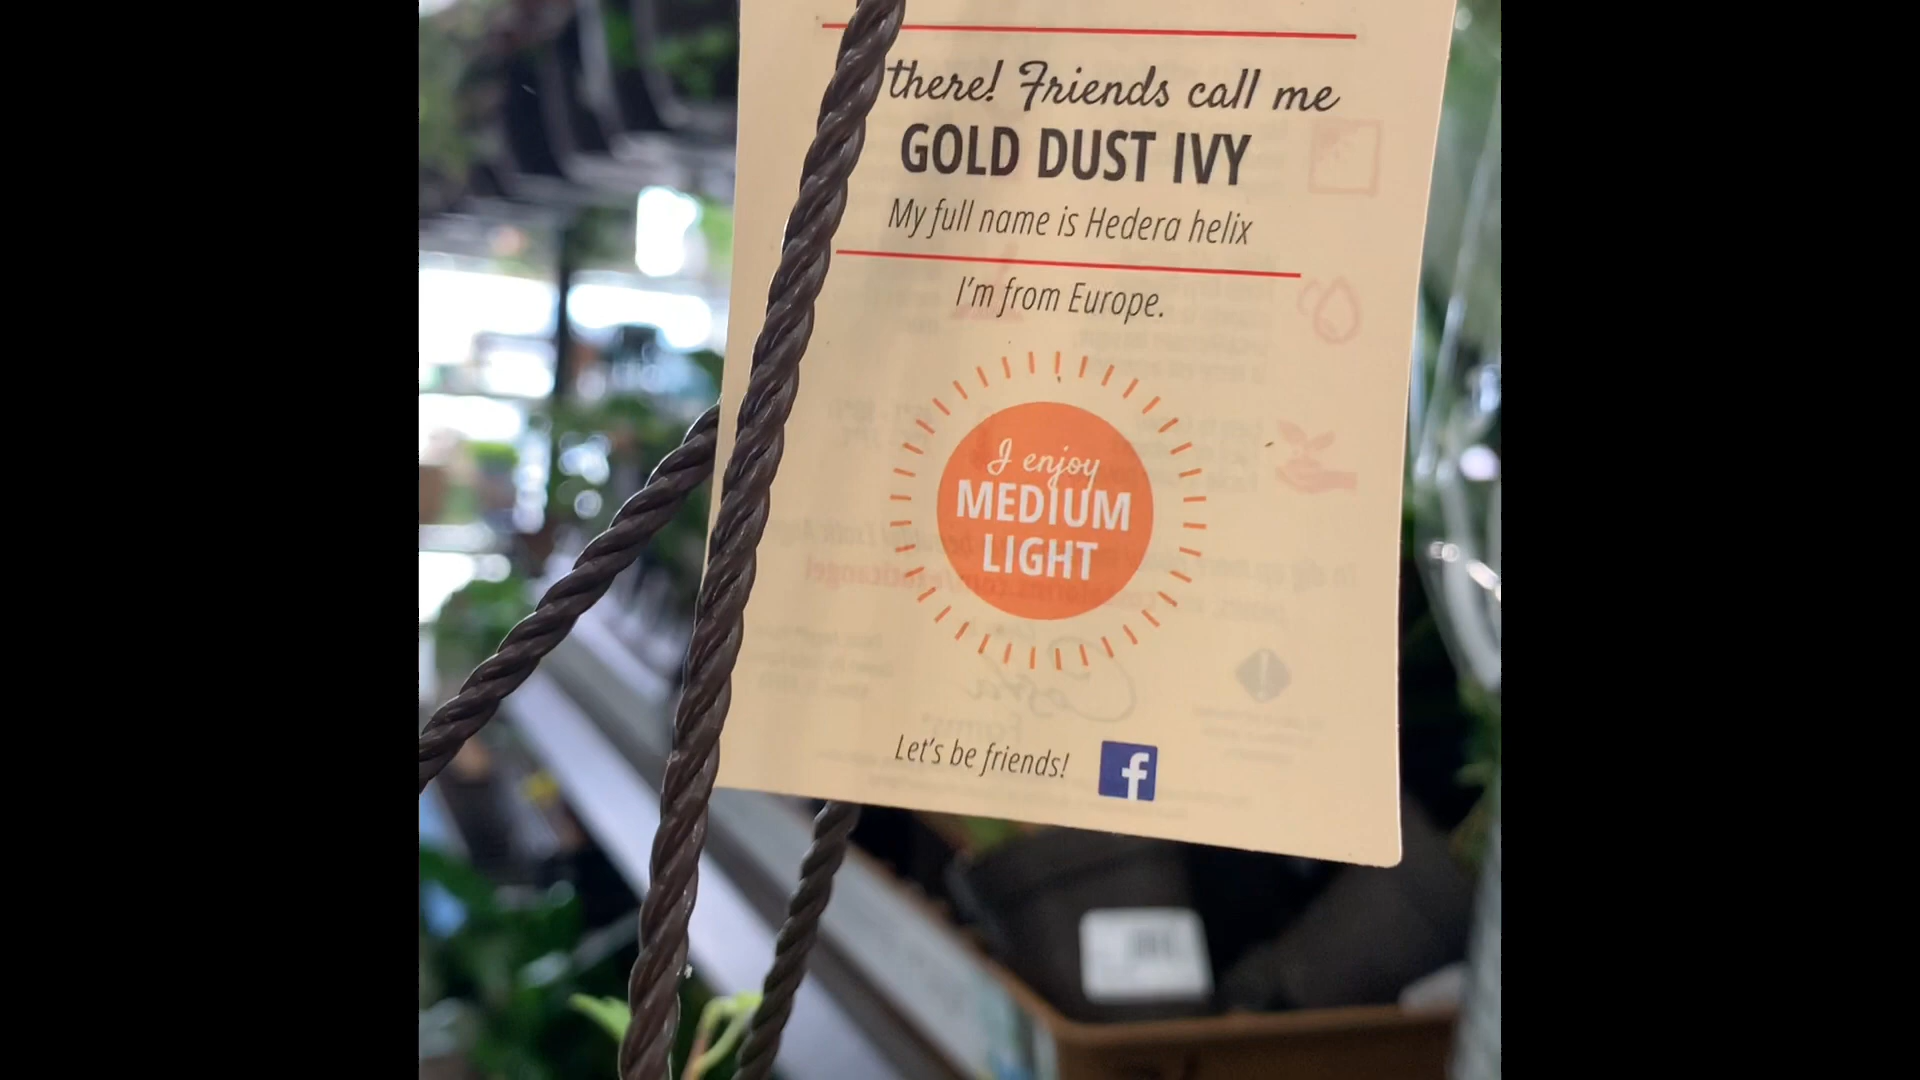 there! Friends call me
GOLD DUST IVY
My full name is Hedera helix
I'm from Europe.
I enjoy
MEDIUM
LIGHT
Let's be friends!
f